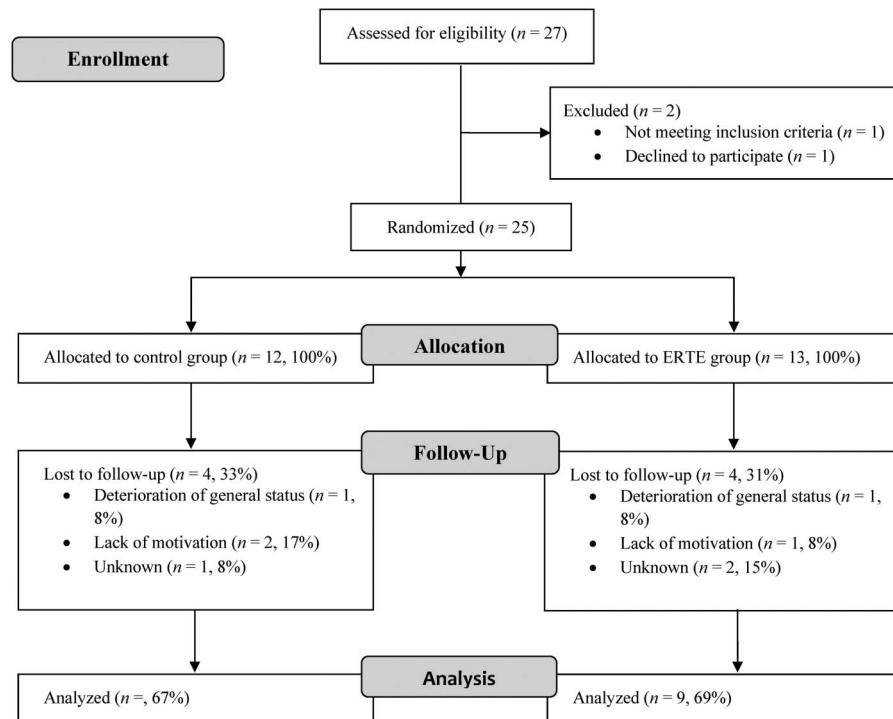 Assessed for eligibility (n = 27)
Enrollment
Excluded (n = 2)
• Not meeting inclusion criteria (n = 1)
• Declined to participate (n = 1)
Randomized (n = 25)
Allocated to control group (n = 12, 100%)
Allocation
Allocated to ERTE group (n = 13, 100%)
Follow-Up
Lost to follow-up (n = 4, 33%)
• Deterioration of general status (n = 1,
8%)
• Lack of motivation (n = 2, 17%)
• Unknown (n = 1, 8%)
Lost to follow-up (n = 4, 31%)
• Deterioration of general status (n = 1,
8%)
• Lack of motivation (n = 1, 8%)
• Unknown (n = 2, 15%)
Analyzed (n =, 67%)
Analysis
Analyzed (n = 9, 69%)